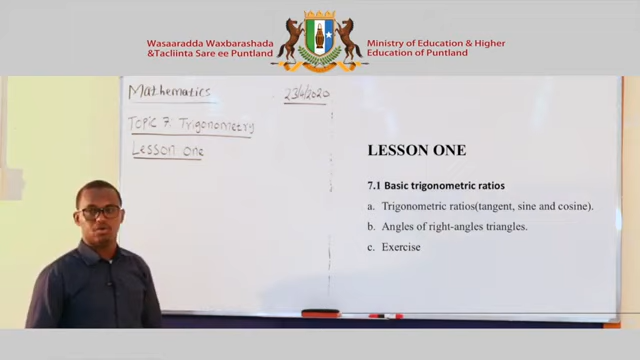 Wasaaradda Waxbarashada
&Tacliinta Sare ee Puntland
Ministry of Education & Higher
Education of Puntland
Mathematics
23/6/2020
Topic 7: Trigonometry
Lesson one
LESSON ONE
7.1 Basic trigonometric ratios
a. Trigonometric ratios(tangent, sine and cosine).
b. Angles of right-angles triangles.
c. Exercise